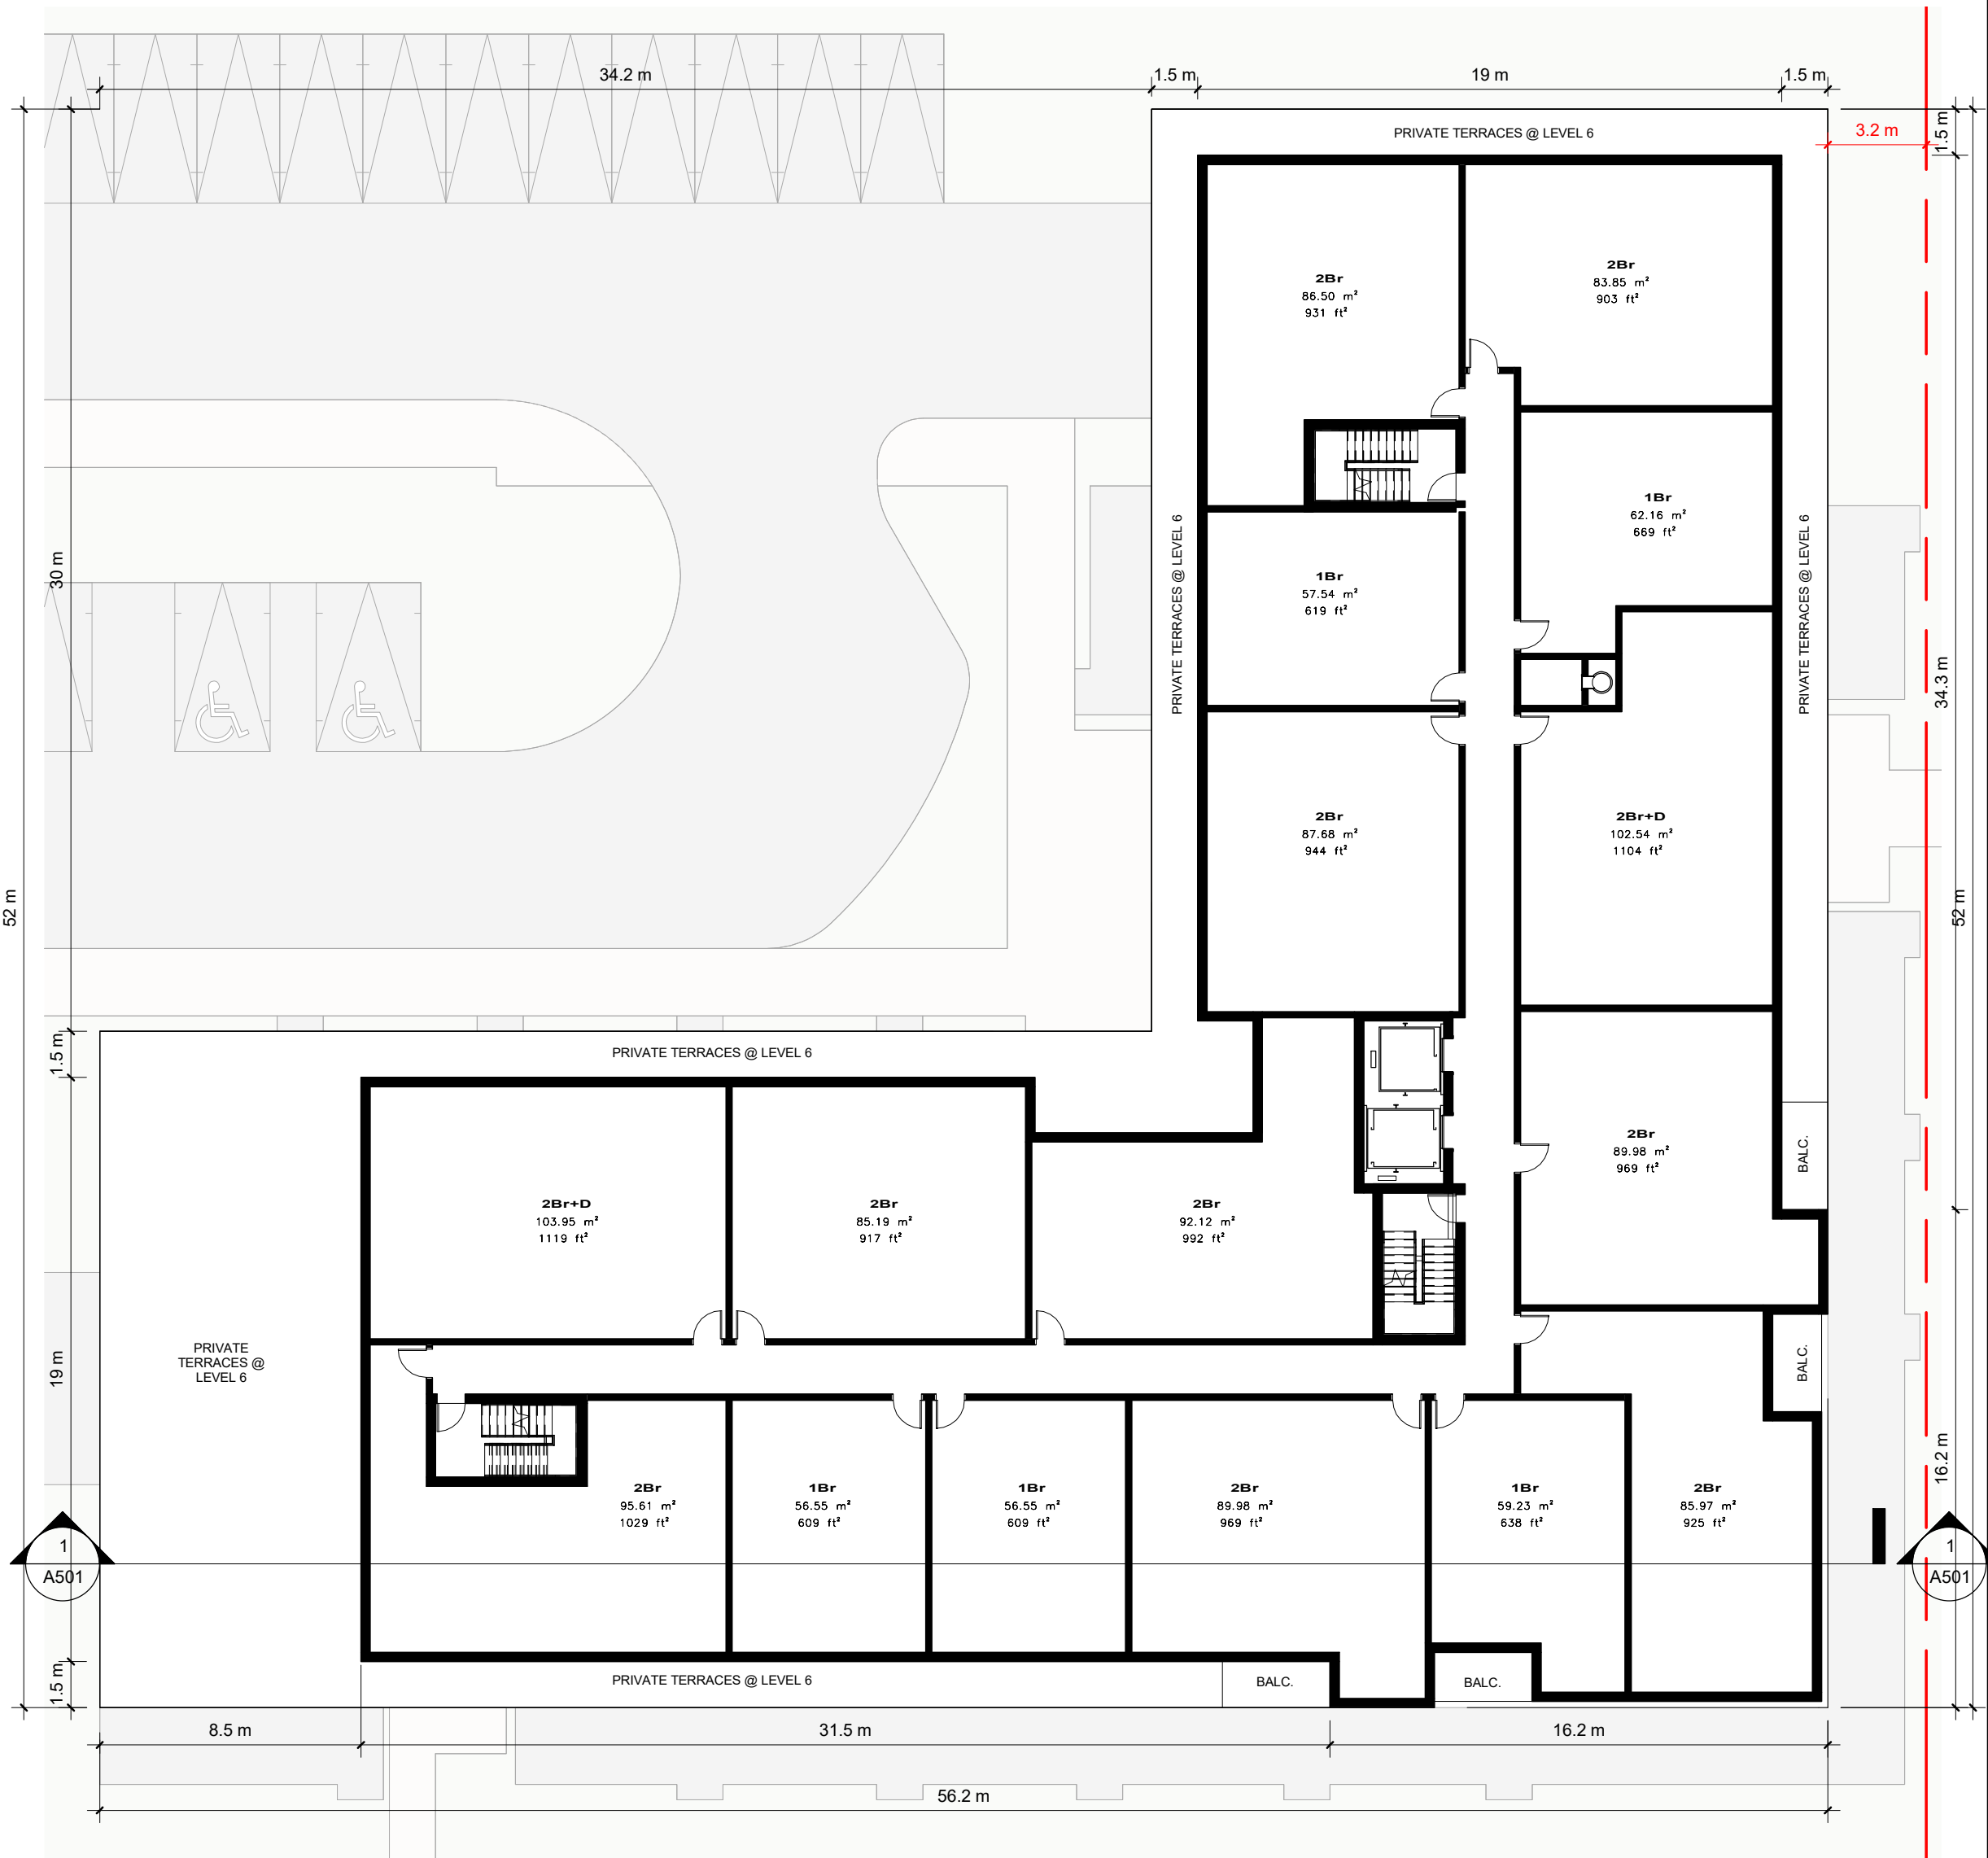 34.2 m
1.5 m
19 m
1.5 m
PRIVATE TERRACES @ LEVEL 6
3.2 m
1.5 m
2Br
86.50 m²
931 ft²
2Br
83.85 m²
903 ft²
1Br
62.16 m²
669 ft²
PRIVATE TERRACES @ LEVEL 6
PRIVATE TERRACES @ LEVEL 6
30 m
1Br
57.54 m²
619 ft²
34.3 m
2Br
87.68 m²
944 ft²
2Br+D
102.54 m²
1104 ft²
52 m
52 m
1.5 m
PRIVATE TERRACES @ LEVEL 6
2Br
89.98 m²
969 ft²
BALC.
2Br+D
103.95 m²
1119 ft²
2Br
85.19 m²
917 ft²
2Br
92.12 m²
992 ft²
PRIVATE
TERRACES @
LEVEL 6
19 m
BALC.
16.2 m
2Br
95.61 m²
1029 ft²
1Br
56.55 m²
609 ft²
1Br
56.55 m²
609 ft²
2Br
89.98 m²
969 ft²
1Br
59.23 m²
638 ft²
2Br
85.97 m²
925 ft²
1
A501
1
A501
1.5 m
PRIVATE TERRACES @ LEVEL 6
BALC.
BALC.
8.5 m
31.5 m
16.2 m
56.2 m